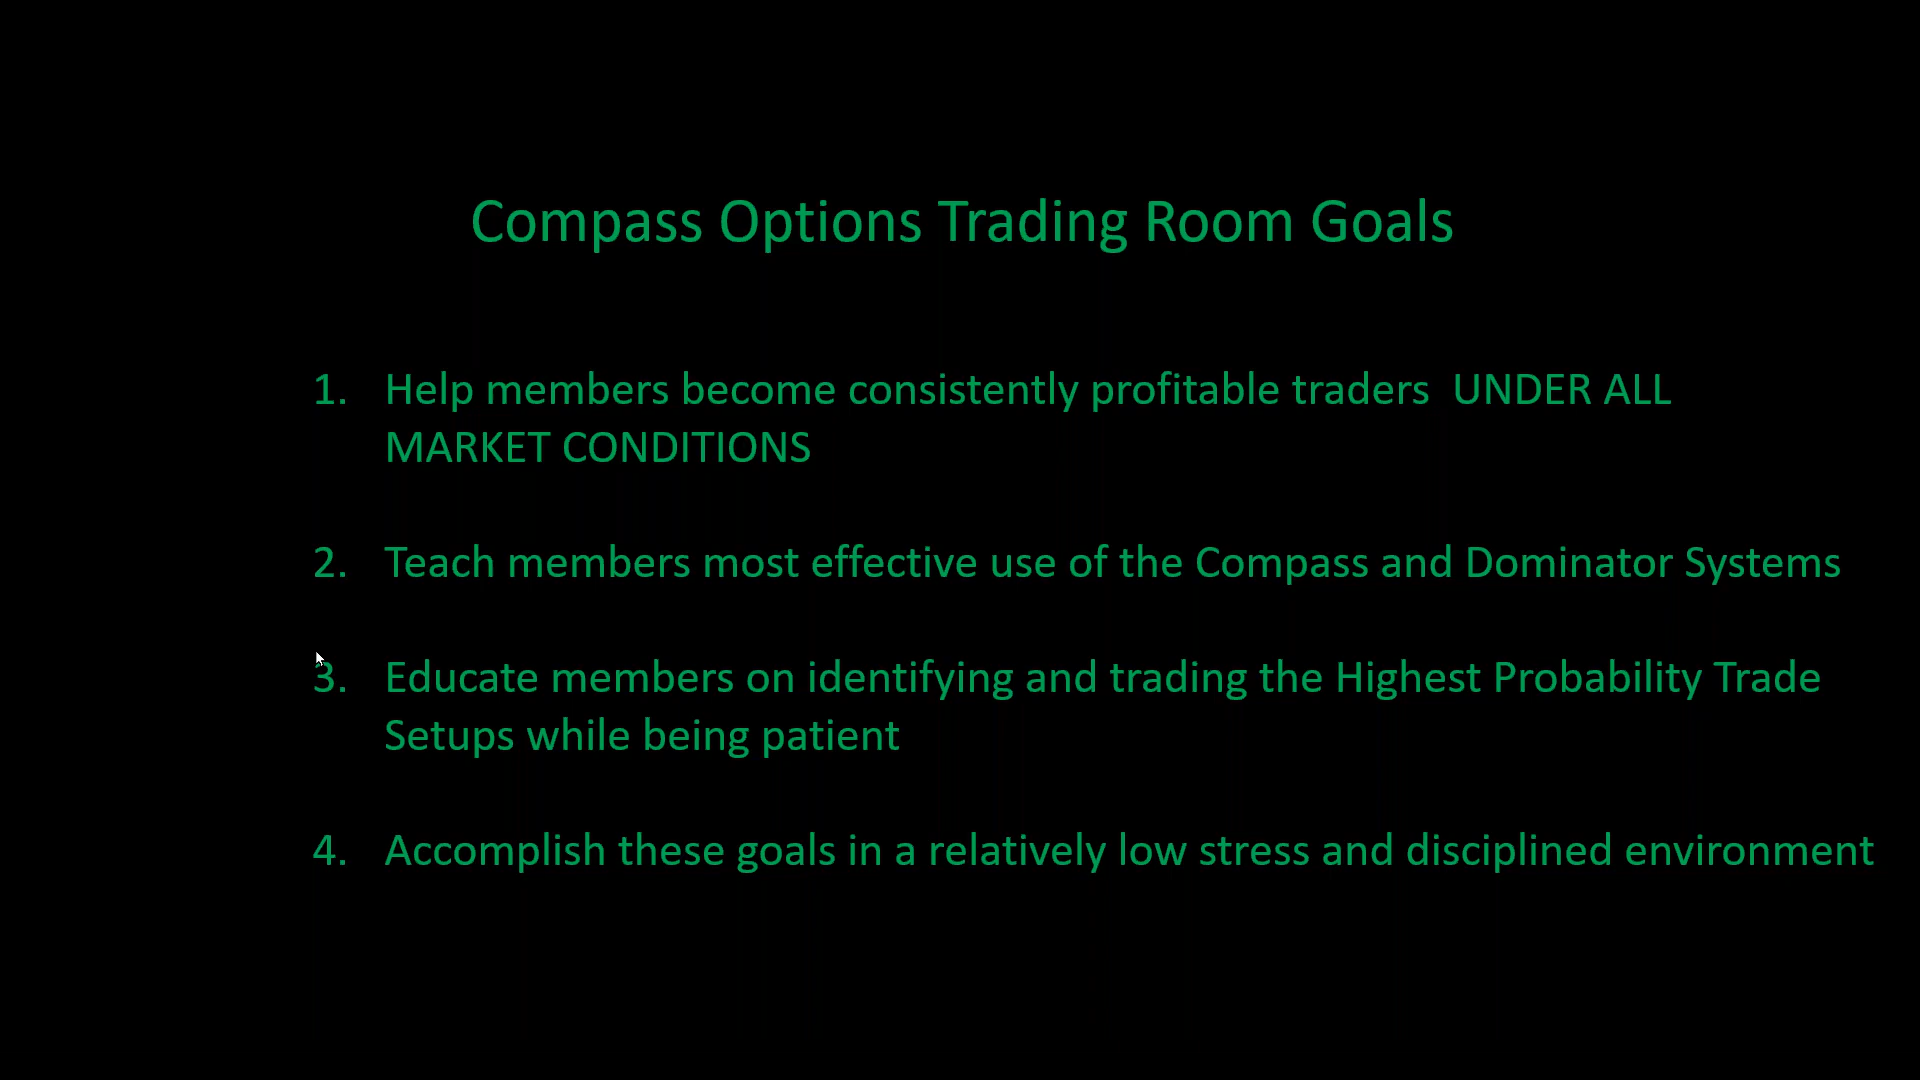 Compass Options Trading Room Goals
1. Help members become consistently profitable traders  UNDER ALL
MARKET CONDITIONS
2. Teach members most effective use of the Compass and Dominator Systems
3. Educate members on identifying and trading the Highest Probability Trade
Setups while being patient
4. Accomplish these goals in a relatively low stress and disciplined environment